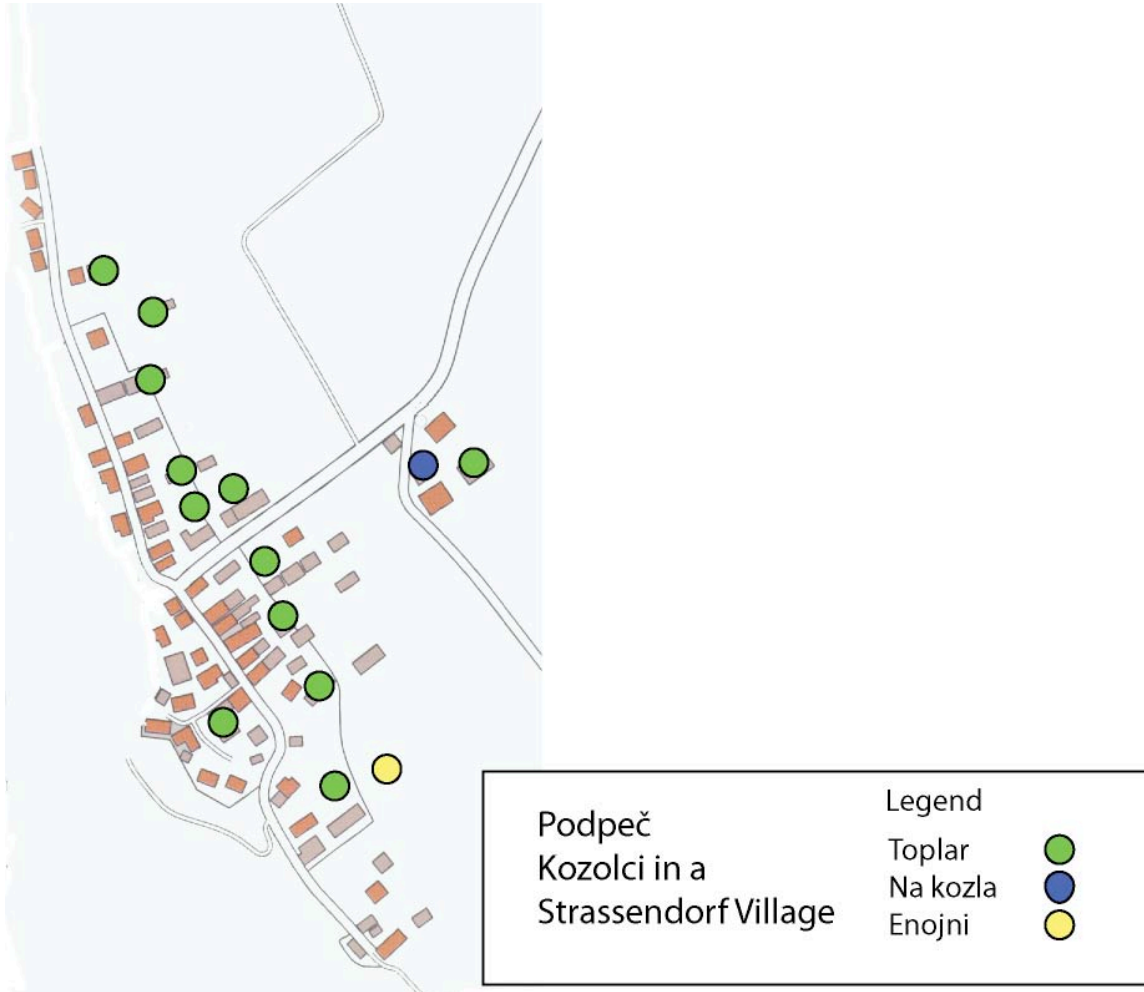 Podpeč
Kozolci in a
Strassendorf Village
Legend
Toplar
Na kozla
Enojni